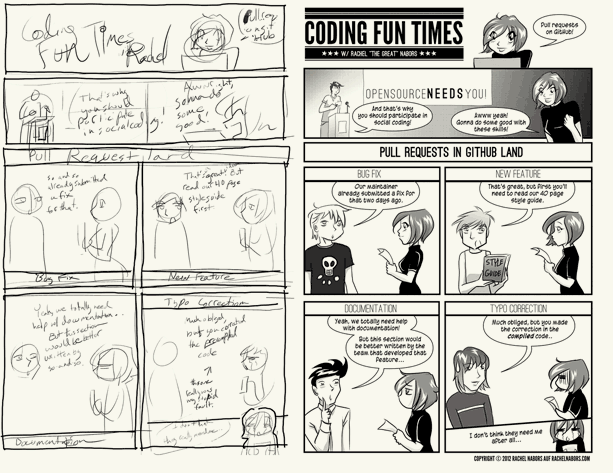 Coding
Fun Times
Pull req
That's why
you should
participate
in social coding!
Awwright,
some
good
Pull Request land
so and so
already submitted
a fix
for that.
That's great! But
read our 40 page
style guide
first
Bug Fix
New Feature
Yeah, we totally need
help w/ documentation..
But this section
would be better
written by
so and so.
Documentation
Typo Correction
Much obliged,
but you corrected
the compiled
code
CODING FUN TIMES
W/ RACHEL "THE GREAT" NABORS
Pull requests
on GitHub!
OPENSOURCENEEDSYOU!
And that's why
you should participate in
social coding!
Awww yeah!
Gonna do some good with
these skills!
PULL REQUESTS IN GITHUB LAND
BUG FIX
Our maintainer
already submitted a fix for
that two days ago.
NEW FEATURE
That's great, but first you'll
need to read our 40 page
style guide.
STYLE
GUIDE
DOCUMENTATION
Yeah, we totally need help
with documentation!
But this section would
be better written by the
team that developed that
feature...
TYPO CORRECTION
Much obliged, but you made
the correction in the
compiled code..
I don't think they need me
after all...
COPYRIGHT © 2012 RACHEL NABORS AUF RACHELNABORS.COM